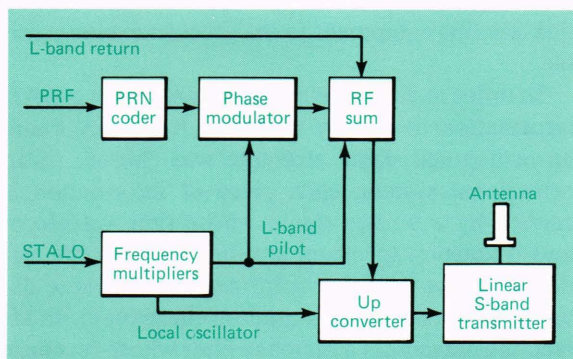 L-band return
PRF
PRN
coder
Phase
modulator
RF
sum
Antenna
L-band
pilot
STALO
Frequency
multipliers
Local oscillator
Up
converter
Linear
S-band
transmitter